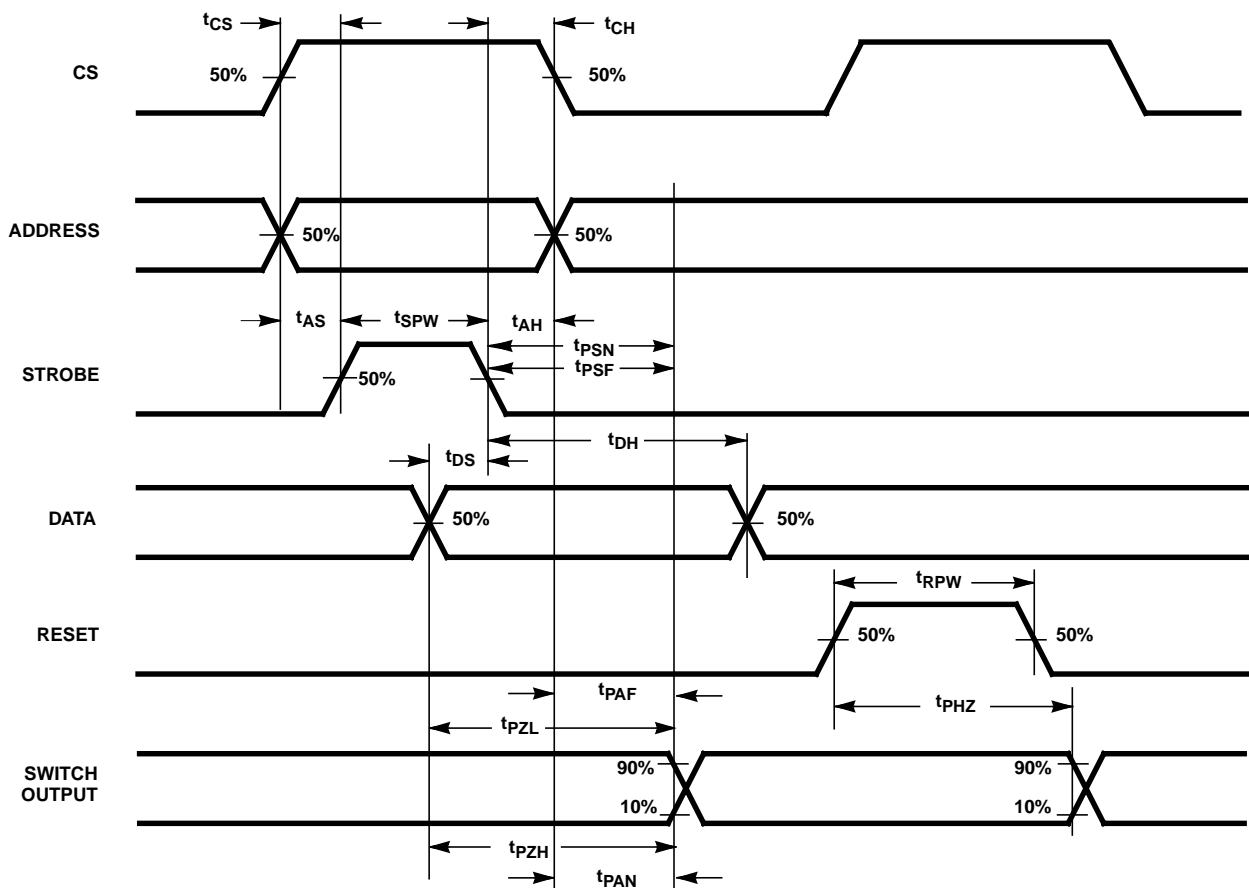 tCS
tCH
CS
50%
50%
ADDRESS
50%
50%
tAS
tSPW
tAH
tPSN
tPSF
STROBE
50%
tDH
tDS
DATA
50%
50%
tRPW
RESET
50%
50%
tPAF
tPHZ
tPZL
SWITCH
OUTPUT
90%
90%
10%
10%
tPZH
tPAN